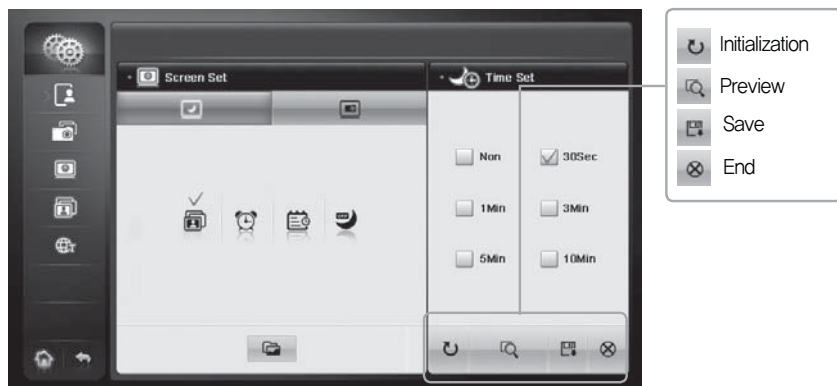 Screen Set
Time Set
Non
30Sec
1Min
3Min
5Min
10Min
Initialization
Preview
Save
End